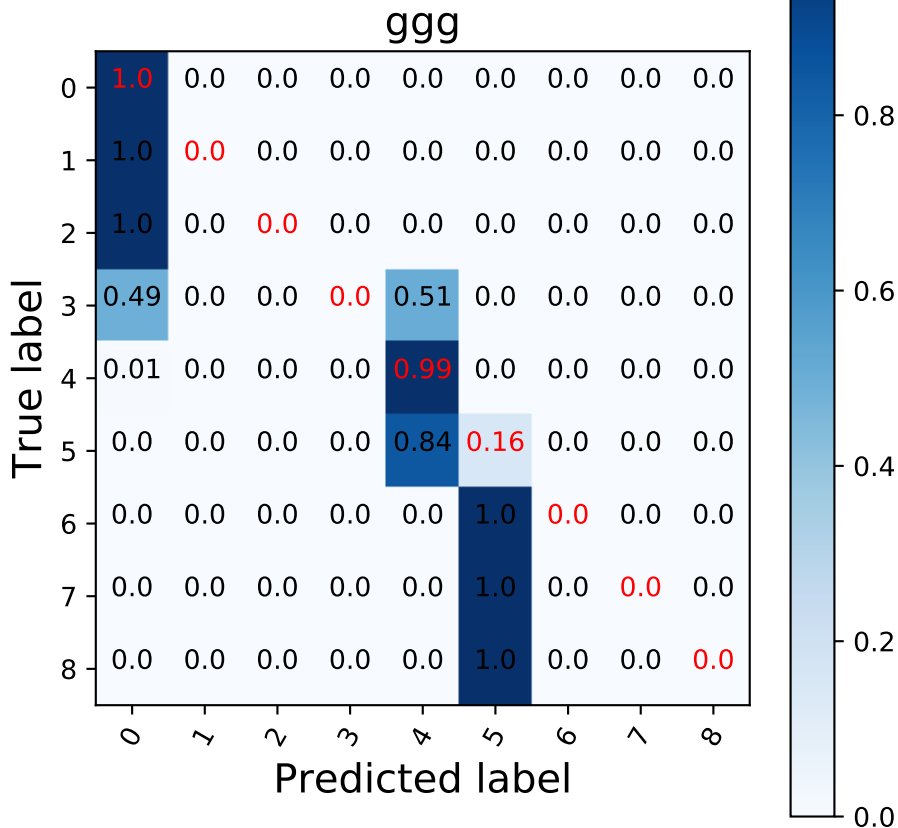 ggg
True label
0 1.0 0.0 0.0 0.0 0.0 0.0 0.0 0.0 0.0
1 1.0 0.0 0.0 0.0 0.0 0.0 0.0 0.0 0.0
2 1.0 0.0 0.0 0.0 0.0 0.0 0.0 0.0 0.0
3 0.49 0.0 0.0 0.0 0.51 0.0 0.0 0.0 0.0
4 0.01 0.0 0.0 0.0 0.99 0.0 0.0 0.0 0.0
5 0.0 0.0 0.0 0.0 0.84 0.16 0.0 0.0 0.0
6 0.0 0.0 0.0 0.0 0.0 1.0 0.0 0.0 0.0
7 0.0 0.0 0.0 0.0 0.0 1.0 0.0 0.0 0.0
8 0.0 0.0 0.0 0.0 0.0 1.0 0.0 0.0 0.0
0 1 2 3 4 5 6 7 8
Predicted label
0.8
0.6
0.4
0.2
0.0